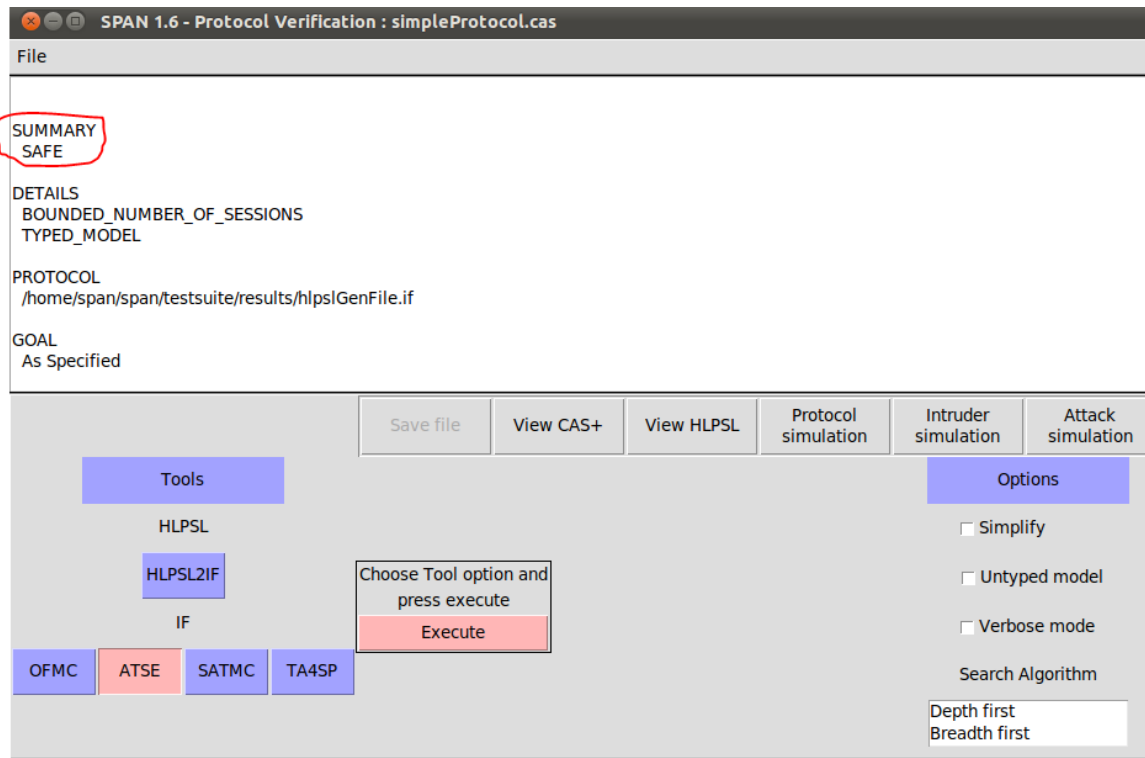 SPAN 1.6 - Protocol Verification : simpleProtocol.cas
File
SUMMARY
SAFE
DETAILS
BOUNDED_NUMBER_OF_SESSIONS
TYPED_MODEL
PROTOCOL
/home/span/span/testsuite/results/hlpslGenFile.if
GOAL
As Specified
Save file
View CAS+
View HLPSL
Protocol
simulation
Intruder
simulation
Attack
simulation
Tools
HLPSL
HLPSL2IF
IF
OFMC
ATSE
SATMC
TA4SP
Choose Tool option and
press execute
Execute
Options
Simplify
Untyped model
Verbose mode
Search Algorithm
Depth first
Breadth first